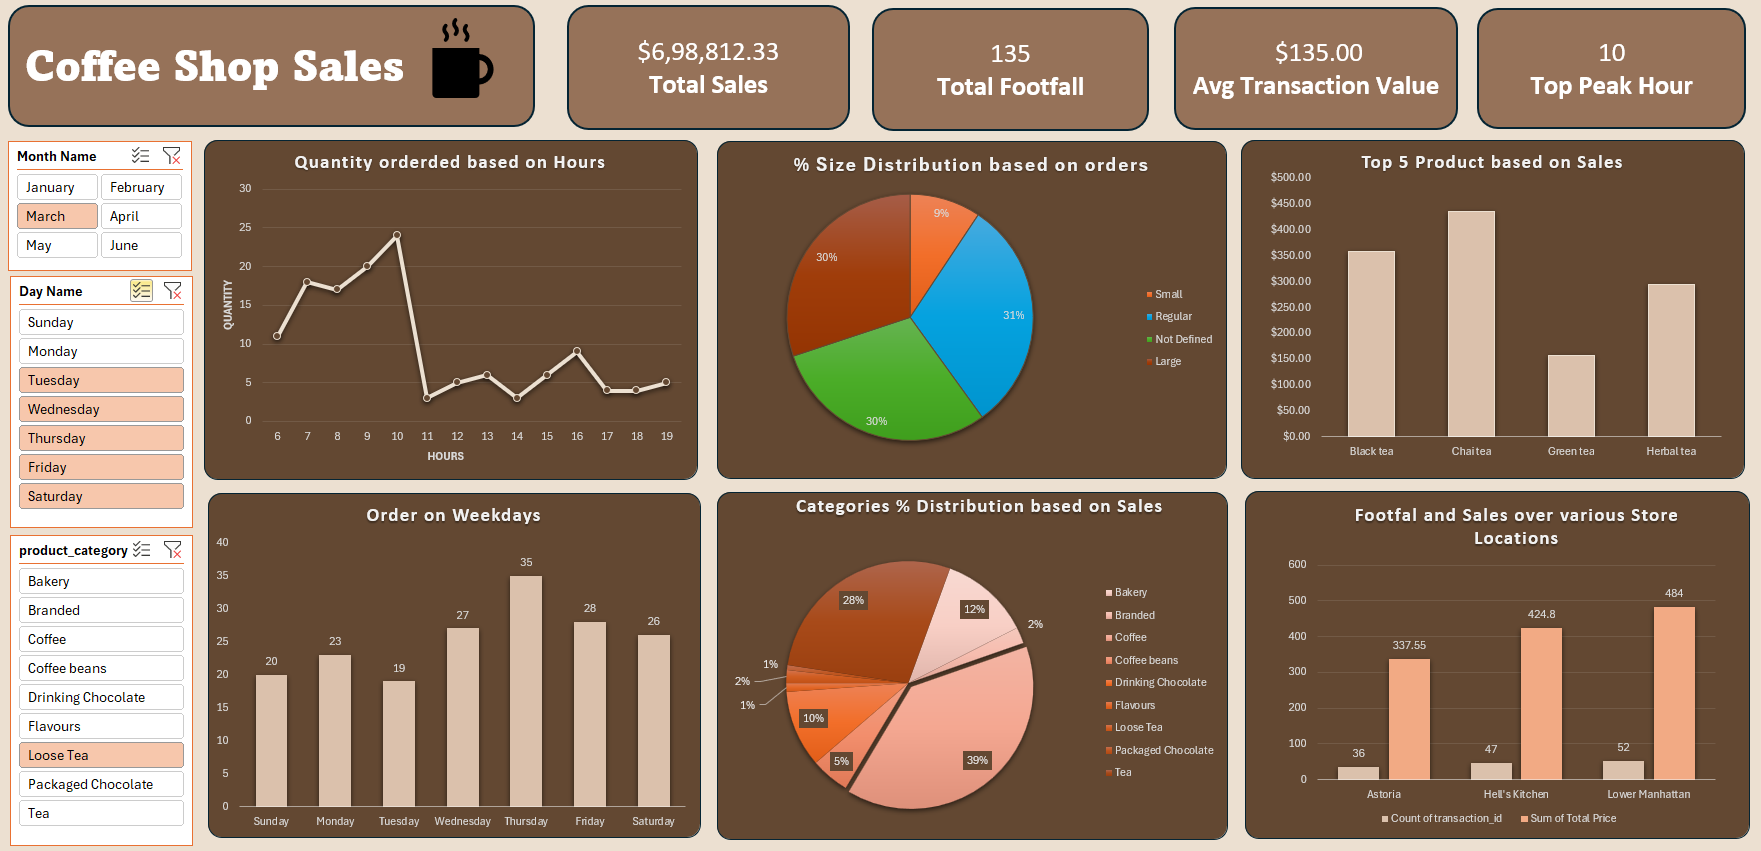 Coffee Shop Sales
$6,98,812.33
Total Sales
135
Total Footfall
$135.00
Avg Transaction Value
10
Top Peak Hour
Month Name
January
February
March
April
May
June
Day Name
Sunday
Monday
Tuesday
Wednesday
Thursday
Friday
Saturday
product_category
Bakery
Branded
Coffee
Coffee beans
Drinking Chocolate
Flavours
Loose Tea
Packaged Chocolate
Tea
Quantity orderded based on Hours
30
25
20
15
10
5
0
QUANTITY
6 7 8 9 10 11 12 13 14 15 16 17 18 19
HOURS
% Size Distribution based on orders
9%
31%
30%
30%
Small
Regular
Not Defined
Large
Top 5 Product based on Sales
$500.00
$450.00
$400.00
$350.00
$300.00
$250.00
$200.00
$150.00
$100.00
$50.00
$0.00
Black tea Chai tea Green tea Herbal tea
Order on Weekdays
40
35
30
25
20
15
10
5
0
20
23
19
27
35
28
26
Sunday Monday Tuesday Wednesday Thursday Friday Saturday
Categories % Distribution based on Sales
12%
2%
39%
5%
10%
1%
2%
1%
28%
Bakery
Branded
Coffee
Coffee beans
Drinking Chocolate
Flavours
Loose Tea
Packaged Chocolate
Tea
Footfal and Sales over various Store
Locations
600
500
400
300
200
100
0
36
337.55
47
424.8
52
484
Astoria Hell's Kitchen Lower Manhattan
Count of transaction_id Sum of Total Price